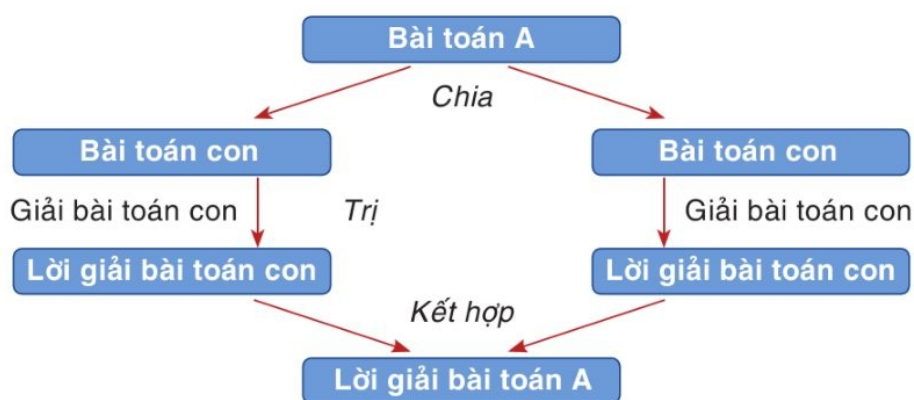 Bài toán A
Chia
Bài toán con
Bài toán con
Giải bài toán con
Trị
Giải bài toán con
Lời giải bài toán con
Lời giải bài toán con
Kết hợp
Lời giải bài toán A